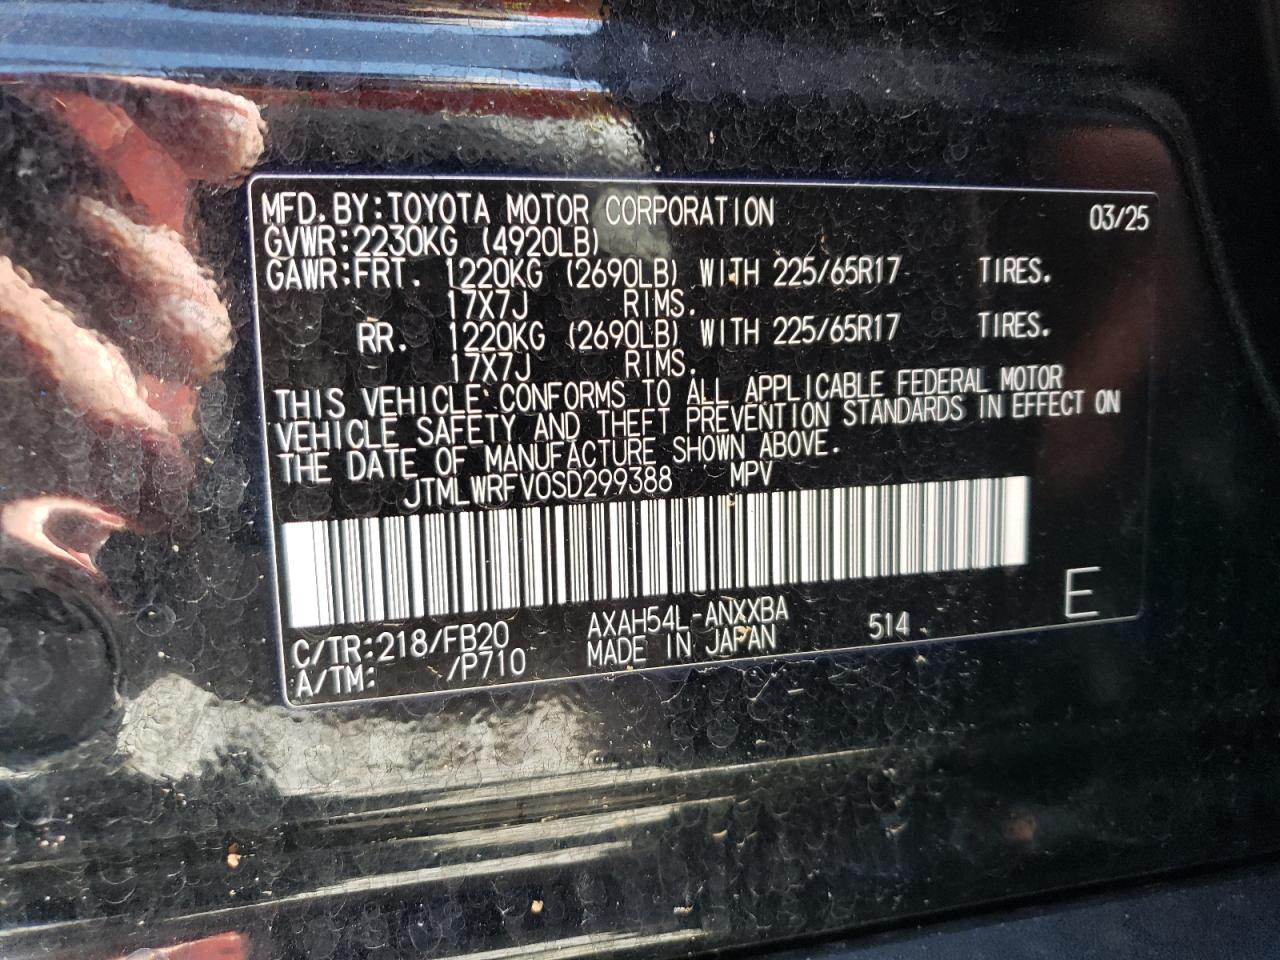 MFD. BY: TOYOTA MOTOR CORPORATION 03/25
GVWR: 2230KG (4920LB)
GAWR: FRT. 1220KG (2690LB) WITH 225/65R17 TIRES.
17X7J RIMS.
RR. 1220KG (2690LB) WITH 225/65R17 TIRES.
17X7J RIMS.
THIS VEHICLE CONFORMS TO ALL APPLICABLE FEDERAL MOTOR
VEHICLE SAFETY AND THEFT PREVENTION STANDARDS IN EFFECT ON
THE DATE OF MANUFACTURE SHOWN ABOVE.
JTMLWRFV0SD299388 MPV
C/TR: 218/FB20 AXAH54L-ANXXBA 514 E
A/TM: /P710 MADE IN JAPAN